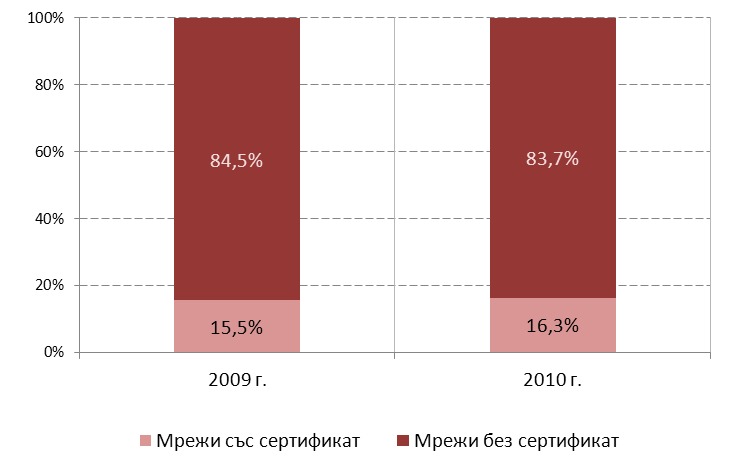 100%
80%
60%
40%
20%
0%
84,5%
83,7%
15,5%
16,3%
2009 г.
2010 г.
Мрежи със сертификат
Мрежи без сертификат